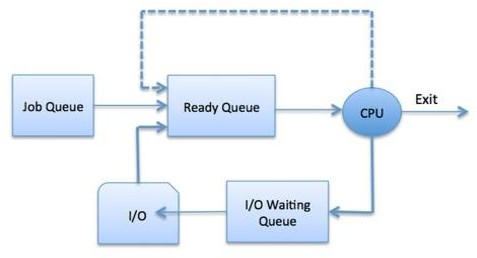 Job Queue
Ready Queue
CPU
Exit
I/O
I/O Waiting
Queue